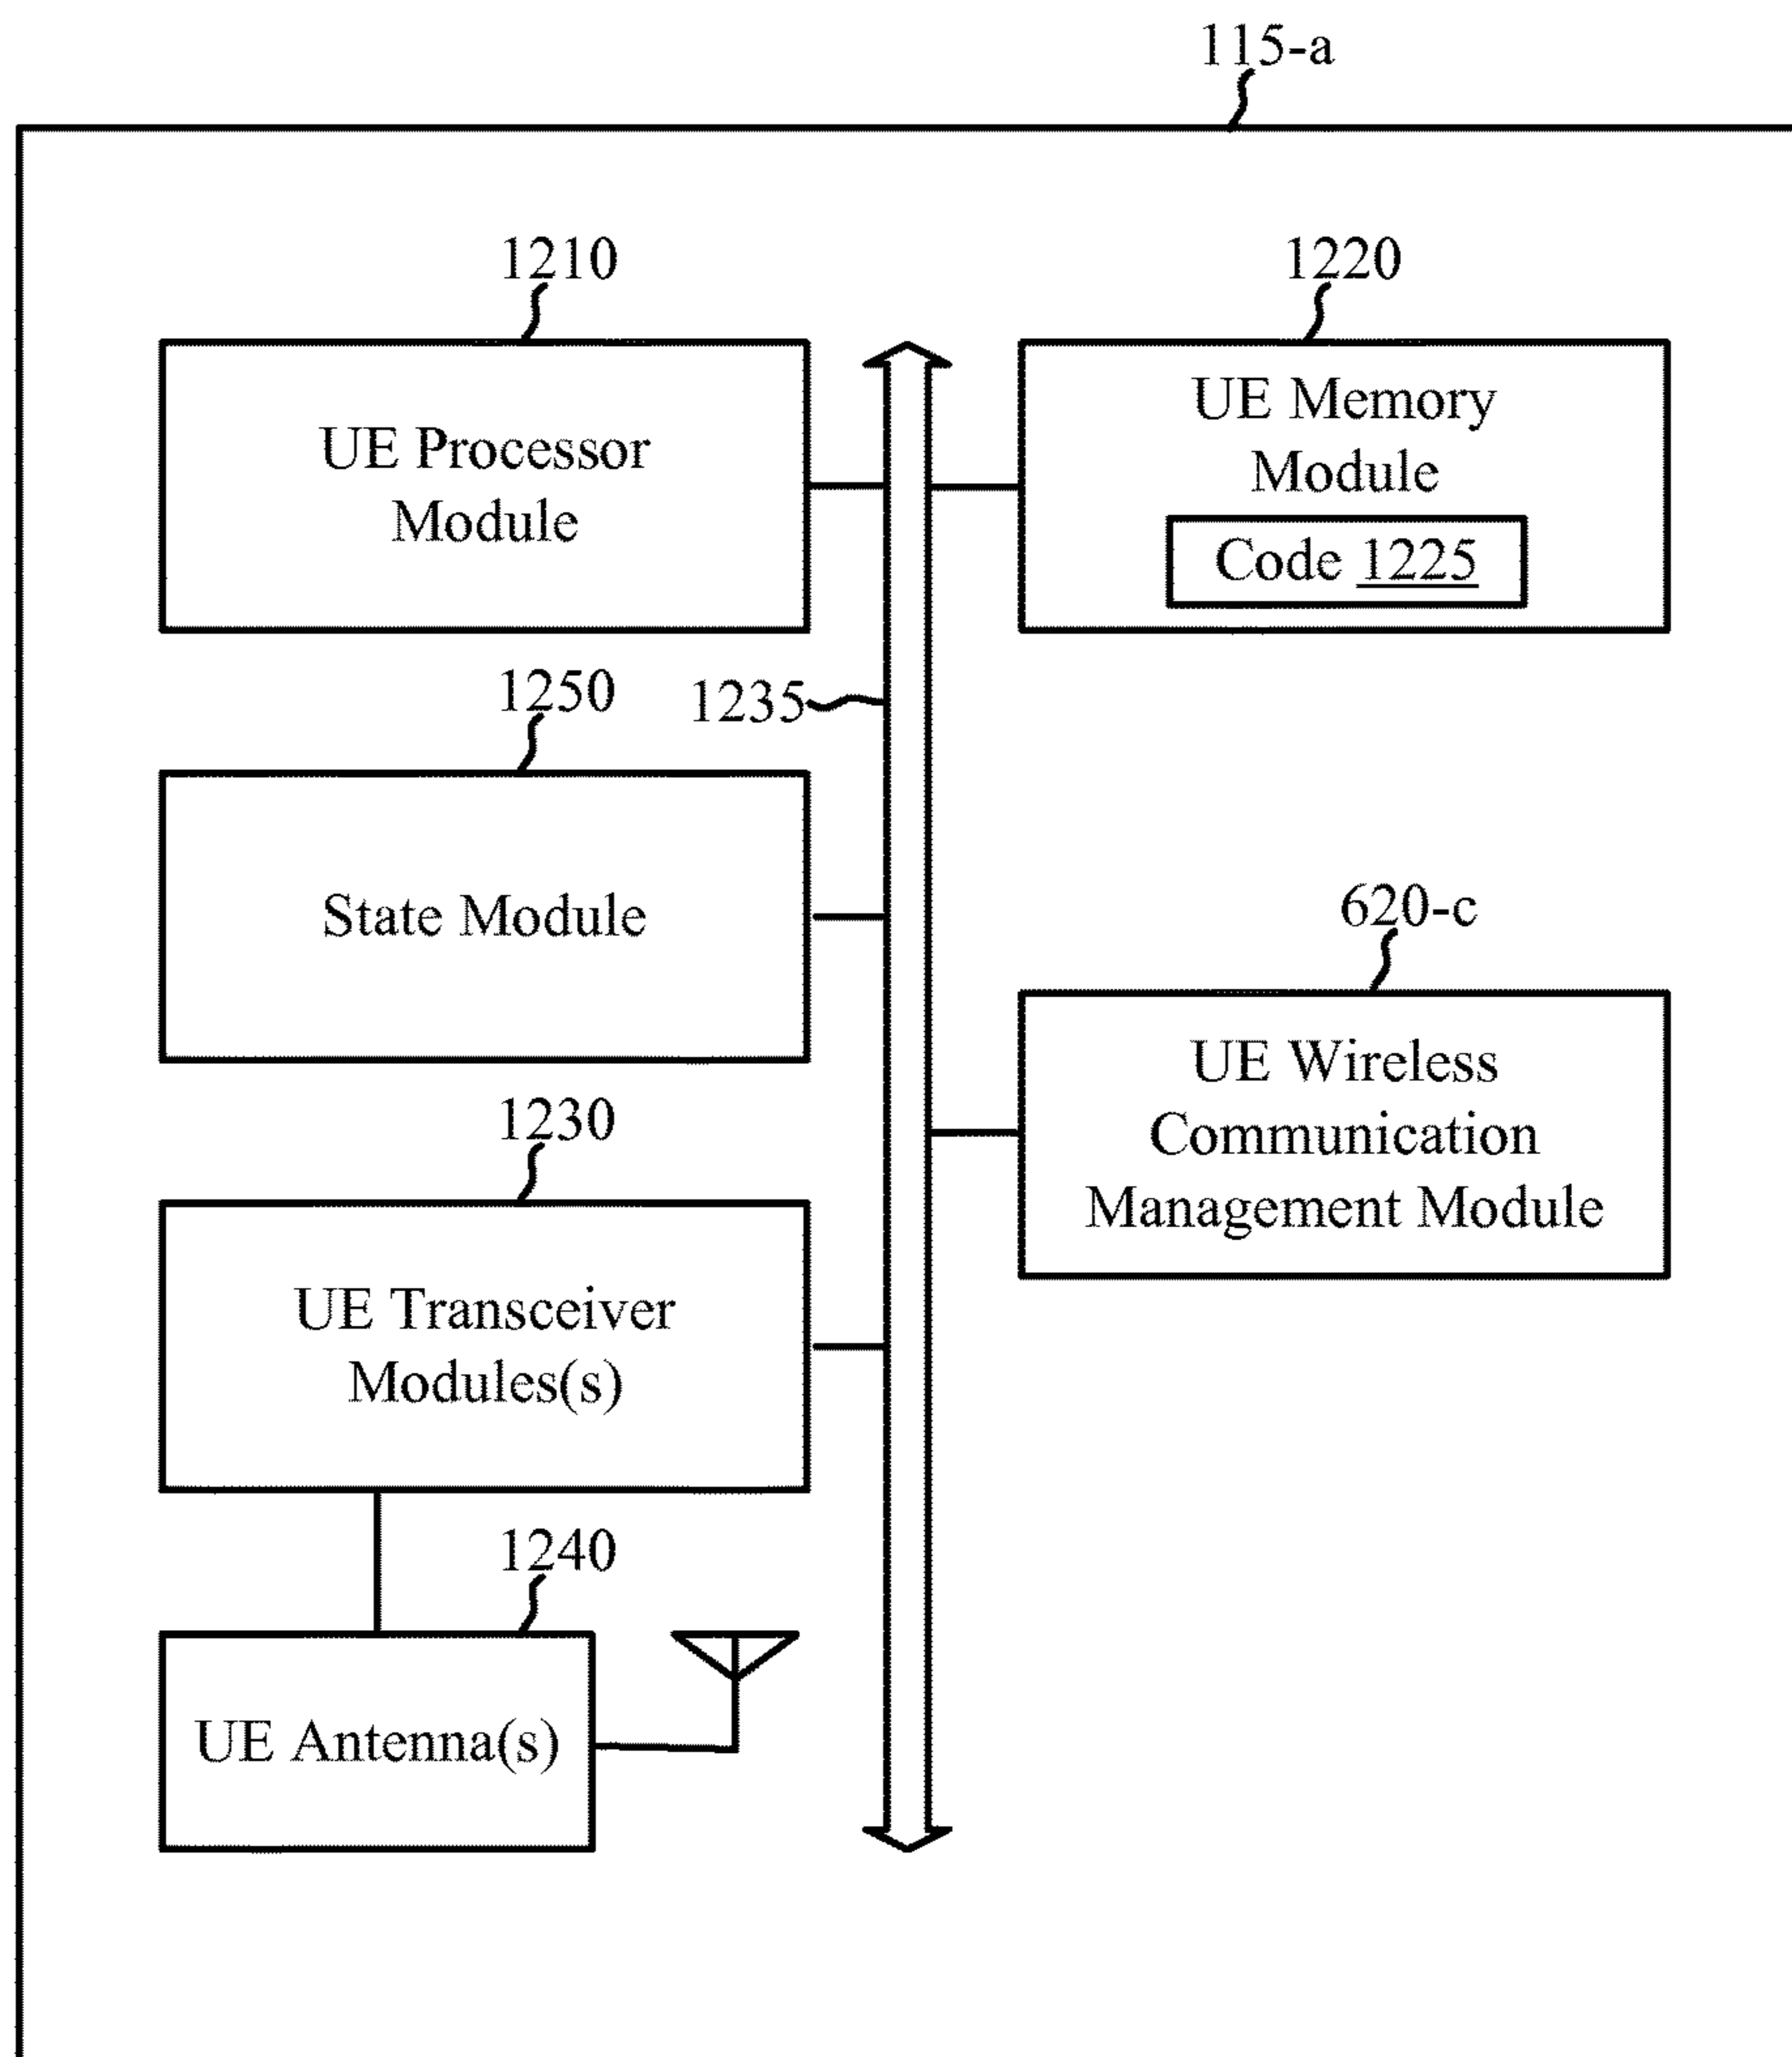 115-a
1210
1220
UE Processor
Module
UE Memory
Module
Code 1225
1250
1235
State Module
620-c
UE Wireless
Communication
Management Module
1230
UE Transceiver
Modules(s)
1240
UE Antenna(s)